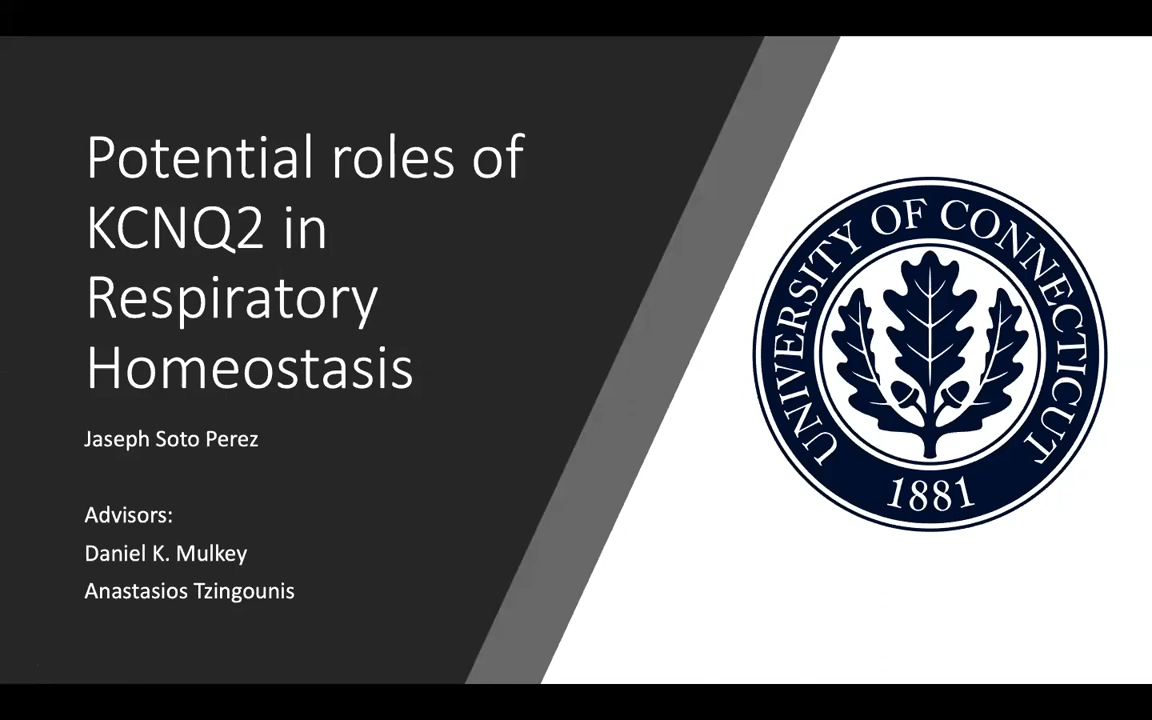 Potential roles of
KCNQ2 in
Respiratory
Homeostasis
Jaseph Soto Perez
Advisors:
Daniel K. Mulkey
Anastasios Tzingounis
UNIVERSITY OF CONNECTICUT
1881